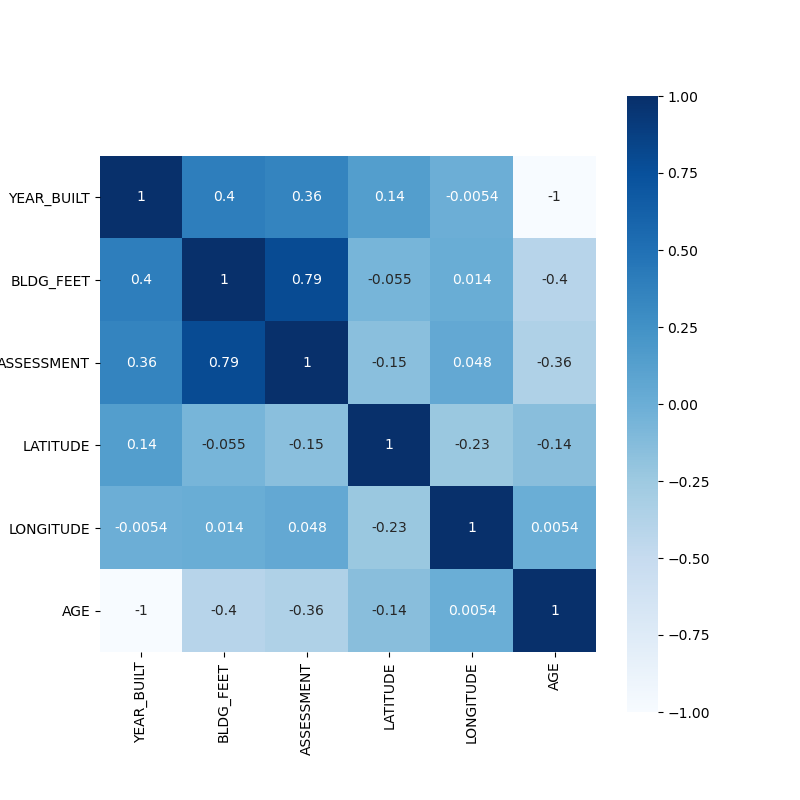 1.00
YEAR_BUILT 1 0.4 0.36 0.14 -0.0054 -1
0.75
BLDG_FEET 0.4 1 0.79 -0.055 0.014 -0.4
0.50
0.25
ASSESSMENT 0.36 0.79 1 -0.15 0.048 -0.36
0.00
LATITUDE 0.14 -0.055 -0.15 1 -0.23 -0.14
−0.25
LONGITUDE -0.0054 0.014 0.048 -0.23 1 0.0054
−0.50
AGE -1 -0.4 -0.36 -0.14 0.0054 1
−0.75
−1.00
YEAR_BUILT
BLDG_FEET
ASSESSMENT
LATITUDE
LONGITUDE
AGE